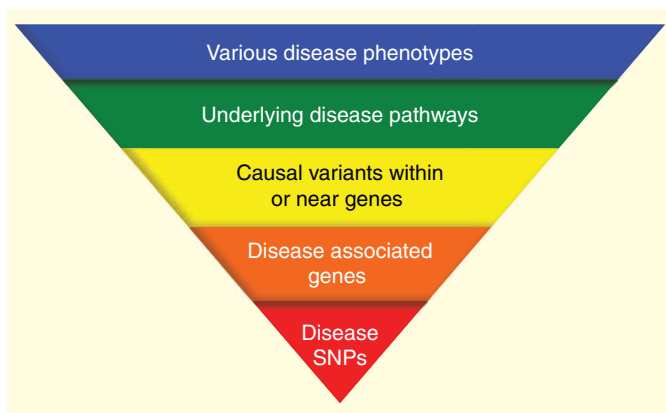 Various disease phenotypes
Underlying disease pathways
Causal variants within
or near genes
Disease associated
genes
Disease
SNPs